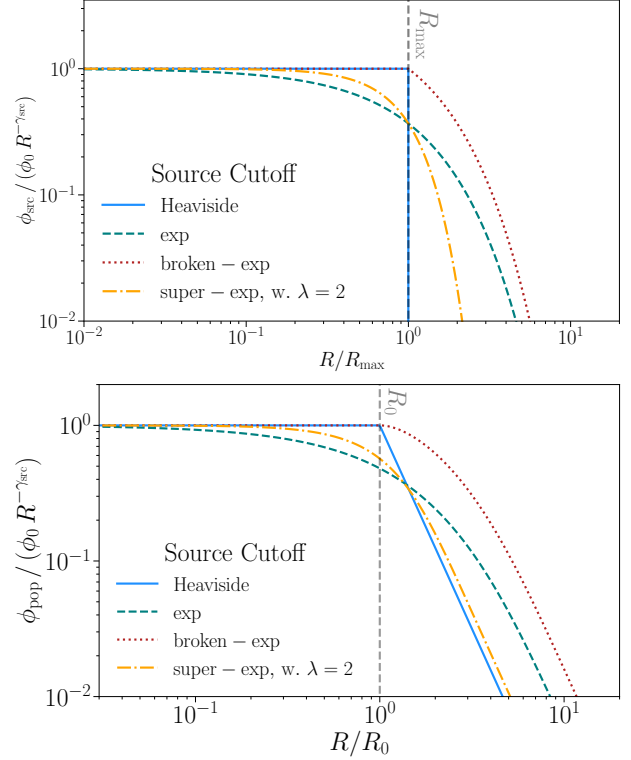 R_max
10^0
10^-1
10^-2
ϕ_src / (ϕ_0 R^-γ_src)
Source Cutoff
Heaviside
exp
broken − exp
super − exp, w. λ = 2
10^-2
10^-1
10^0
10^1
R/R_max
R_0
10^0
10^-1
10^-2
ϕ_pop / (ϕ_0 R^-γ_src)
Source Cutoff
Heaviside
exp
broken − exp
super − exp, w. λ = 2
10^-1
10^0
10^1
R/R_0